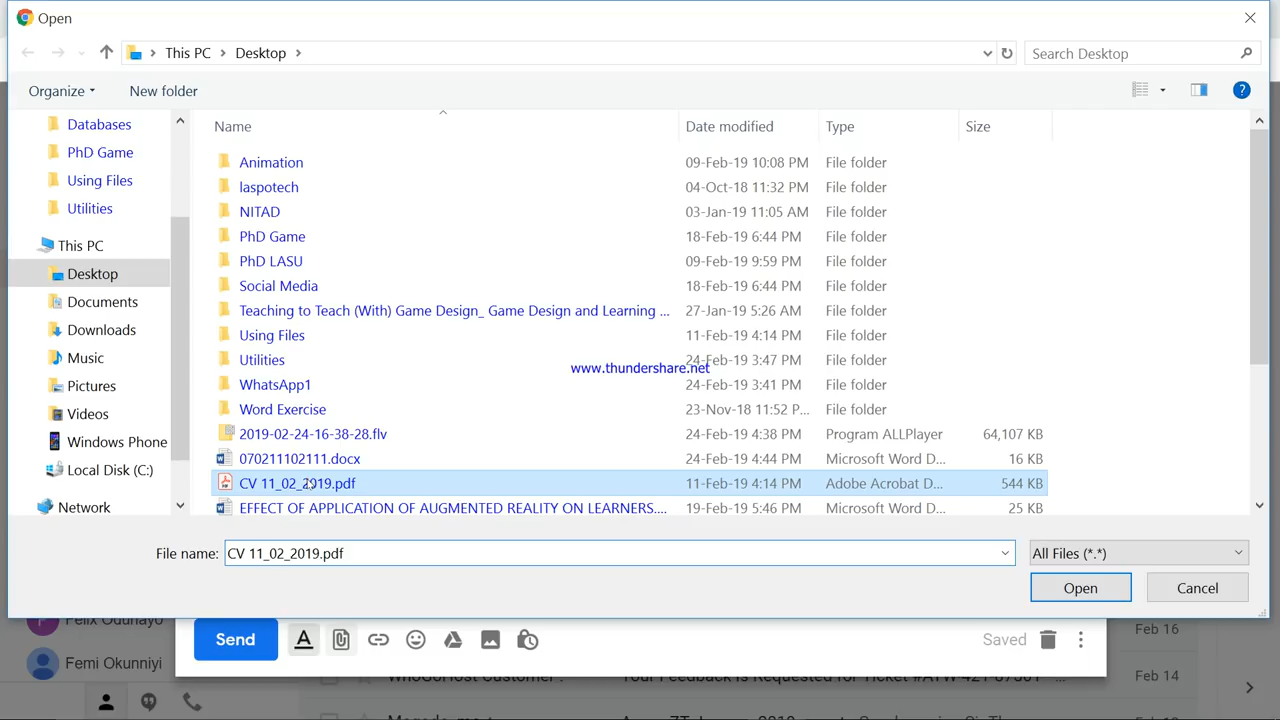 Open
This PC Desktop
Search Desktop
Organize New folder
Name Date modified Type Size
Databases
PhD Game
Using Files
Utilities
This PC
Desktop
Documents
Downloads
Music
Pictures
Videos
Windows Phone
Local Disk (C:)
Network
Animation 09-Feb-19 10:08 PM File folder
laspotech 04-Oct-18 11:32 PM File folder
NITAD 03-Jan-19 11:05 AM File folder
PhD Game 18-Feb-19 6:44 PM File folder
PhD LASU 09-Feb-19 9:59 PM File folder
Social Media 18-Feb-19 6:44 PM File folder
Teaching to Teach (With) Game Design_ Game Design and Learning ... 27-Jan-19 5:26 AM File folder
Using Files 11-Feb-19 4:14 PM File folder
Utilities 24-Feb-19 3:47 PM File folder
www.thundershare.net
WhatsApp1 24-Feb-19 3:41 PM File folder
Word Exercise 23-Nov-18 11:52 P... File folder
2019-02-24-16-38-28.flv 24-Feb-19 4:38 PM Program ALLPlayer 64,107 KB
070211102111.docx 24-Feb-19 4:44 PM Microsoft Word D... 16 KB
CV 11_02_2019.pdf 11-Feb-19 4:14 PM Adobe Acrobat D... 544 KB
EFFECT OF APPLICATION OF AUGMENTED REALITY ON LEARNERS.... 19-Feb-19 5:46 PM Microsoft Word D... 25 KB
File name: CV 11_02_2019.pdf All Files (*.*)
Open Cancel
Felix Odunayo
Femi Okunniyi
Send Saved
Feb 16
Feb 14